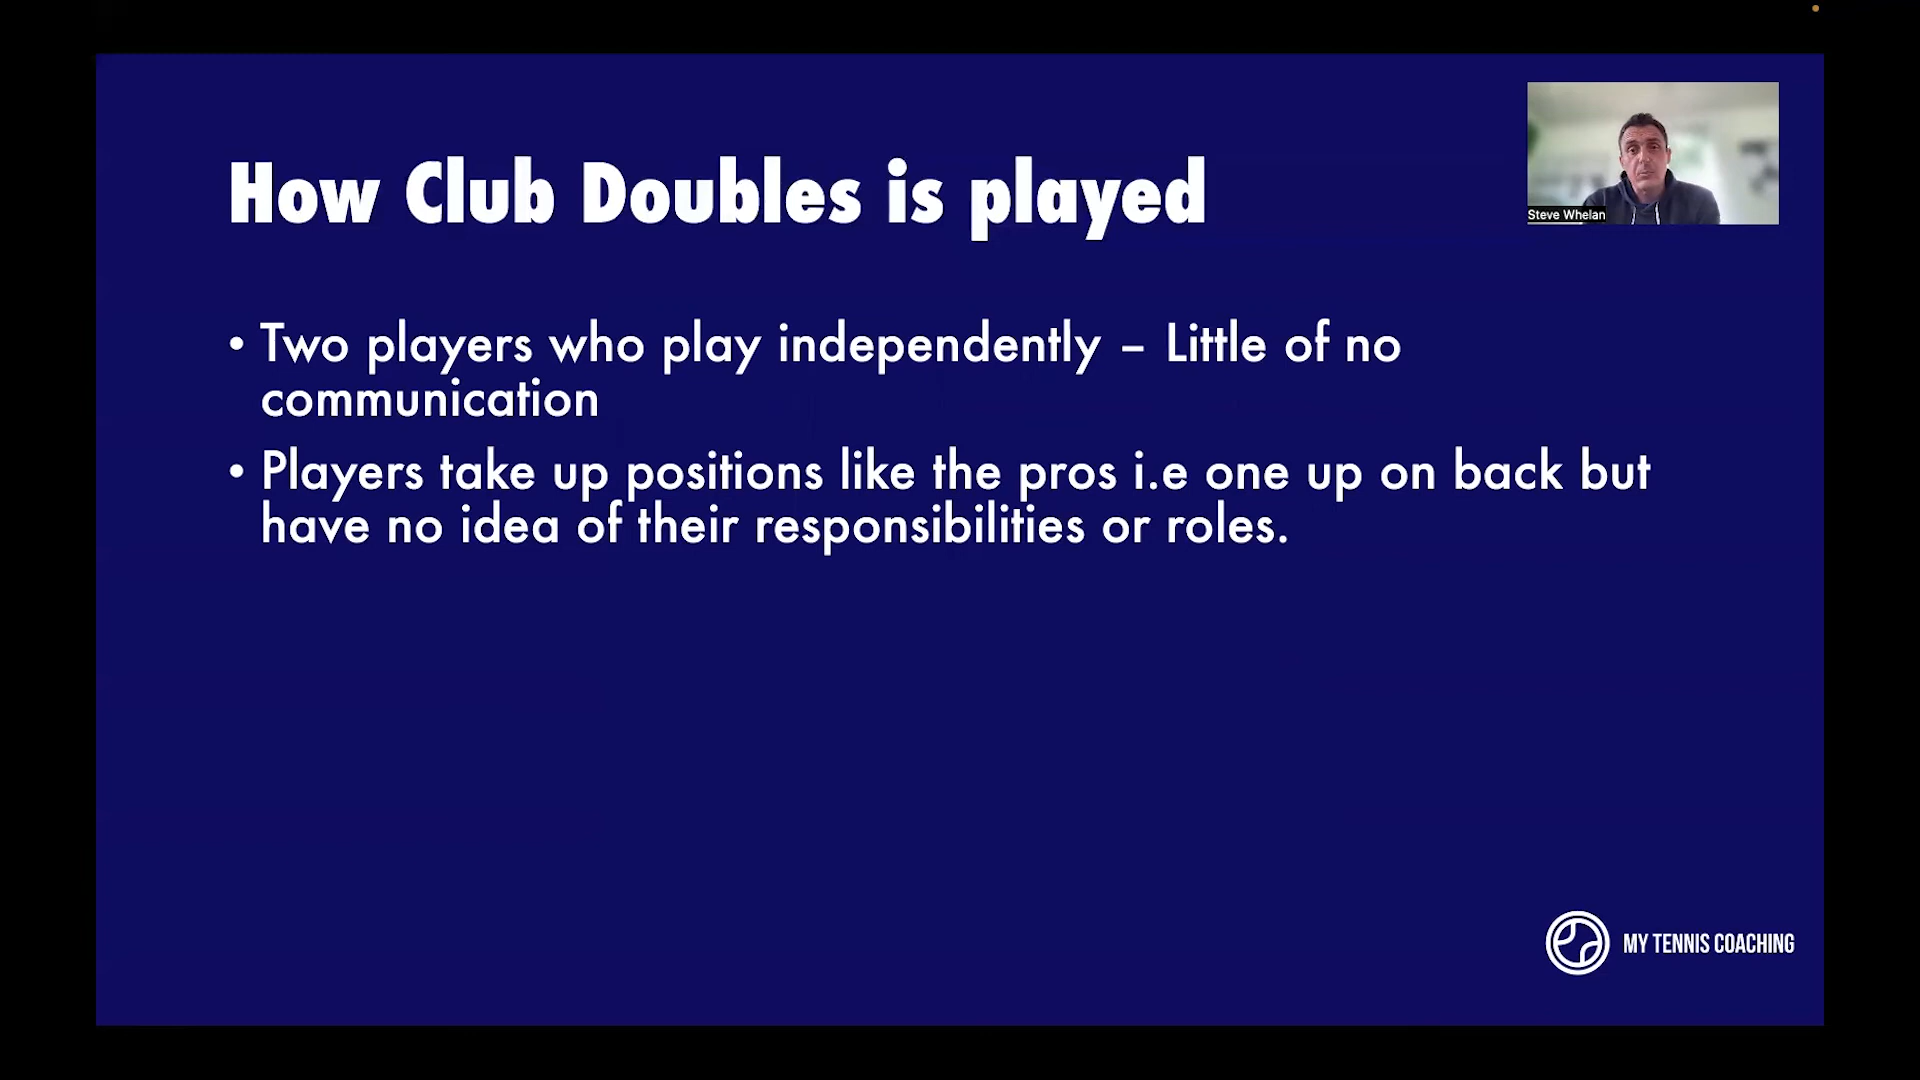 How Club Doubles is played
Steve Whelan
• Two players who play independently – Little of no
communication
• Players take up positions like the pros i.e one up on back but
have no idea of their responsibilities or roles.
MY TENNIS COACHING